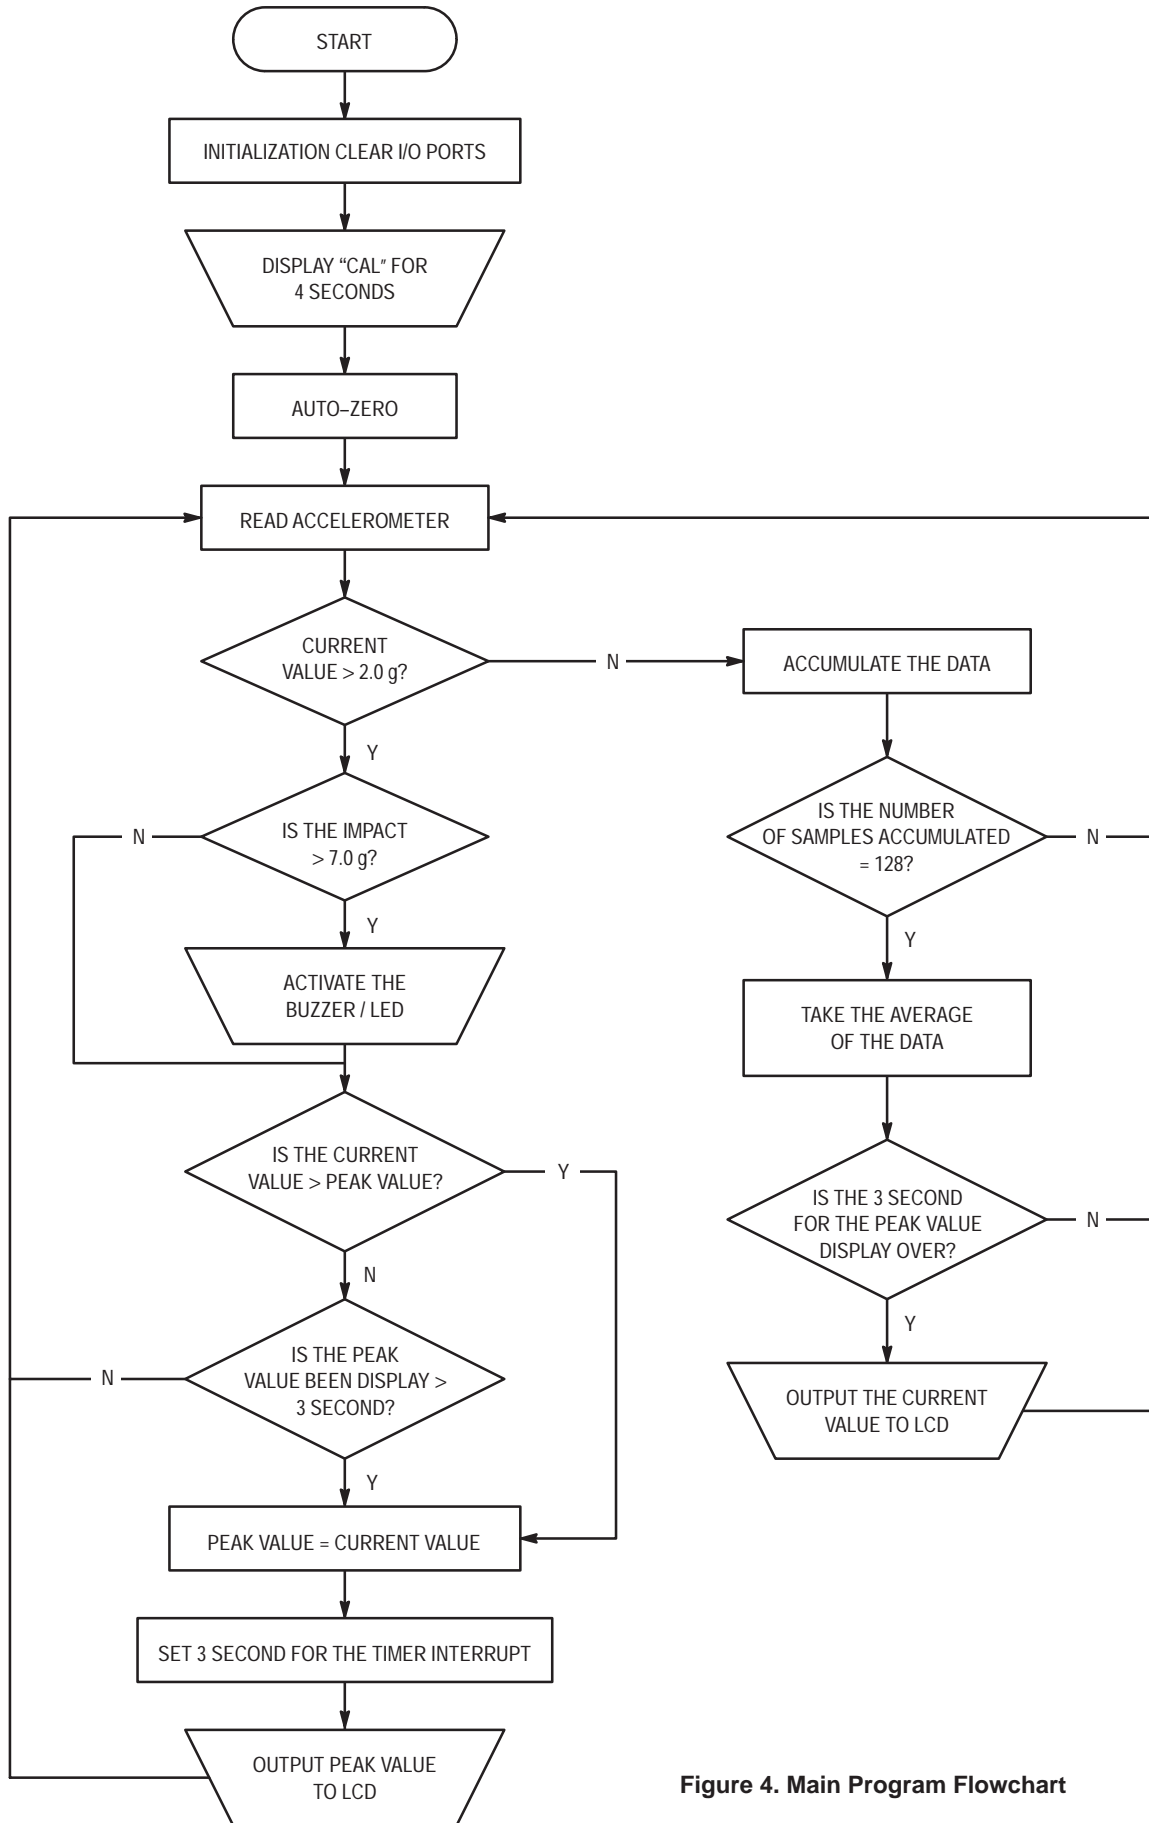 START
INITIALIZATION CLEAR I/O PORTS
DISPLAY “CAL” FOR
4 SECONDS
AUTO–ZERO
READ ACCELEROMETER
CURRENT
VALUE > 2.0 g?
N
Y
IS THE IMPACT
> 7.0 g?
N
Y
ACTIVATE THE
BUZZER / LED
IS THE CURRENT
VALUE > PEAK VALUE?
Y
N
IS THE PEAK
VALUE BEEN DISPLAY >
3 SECOND?
N
Y
PEAK VALUE = CURRENT VALUE
SET 3 SECOND FOR THE TIMER INTERRUPT
OUTPUT PEAK VALUE
TO LCD
ACCUMULATE THE DATA
IS THE NUMBER
OF SAMPLES ACCUMULATED
= 128?
N
Y
TAKE THE AVERAGE
OF THE DATA
IS THE 3 SECOND
FOR THE PEAK VALUE
DISPLAY OVER?
N
Y
OUTPUT THE CURRENT
VALUE TO LCD
Figure 4. Main Program Flowchart